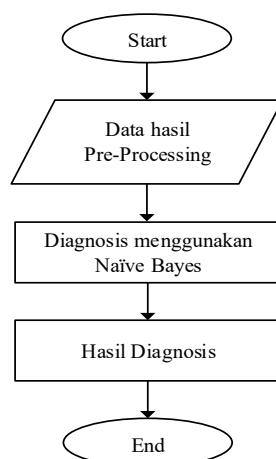 Start
Data hasil
Pre-Processing
Diagnosis menggunakan
Naïve Bayes
Hasil Diagnosis
End